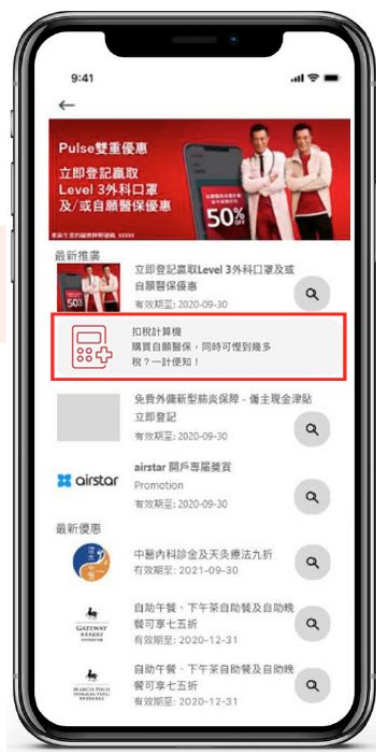 9:41
Pulse雙重優惠
立即登記贏取
Level 3外科口罩
及/或自願醫保優惠
50%
最新推廣
立即登記贏取Level 3外科口罩及或
自願醫保優惠
有效期至: 2020-09-30
扣稅計算機
購買自願醫保，同時可慳到幾多
稅？一計便知！
免費外傭新型肺炎保障 - 僱主現金津貼
立即登記
有效期至: 2020-09-30
airstar
airstar 開戶專屬獎賞
Promotion
有效期至: 2020-09-30
最新優惠
中醫內科診金及天灸療法九折
有效期至: 2021-09-30
GATEWAY
自助午餐、下午茶自助餐及自助晚
餐可享七五折
有效期至: 2020-12-31
MARCO POLO
自助午餐、下午茶自助餐及自助晚
餐可享七五折
有效期至: 2020-12-31